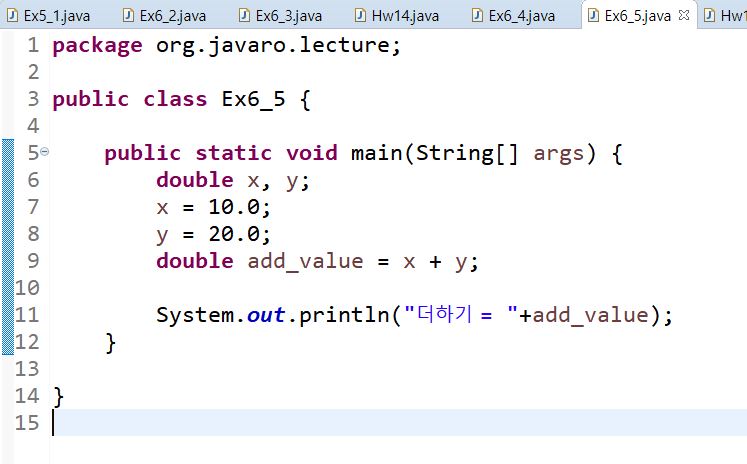 Ex5_1.java Ex6_2.java Ex6_3.java Hw14.java Ex6_4.java Ex6_5.java Hw1
1 package org.javaro.lecture;
2
3 public class Ex6_5 {
4
5 public static void main(String[] args) {
6 double x, y;
7 x = 10.0;
8 y = 20.0;
9 double add_value = x + y;
10
11 System.out.println("더하기 = "+add_value);
12 }
13
14 }
15